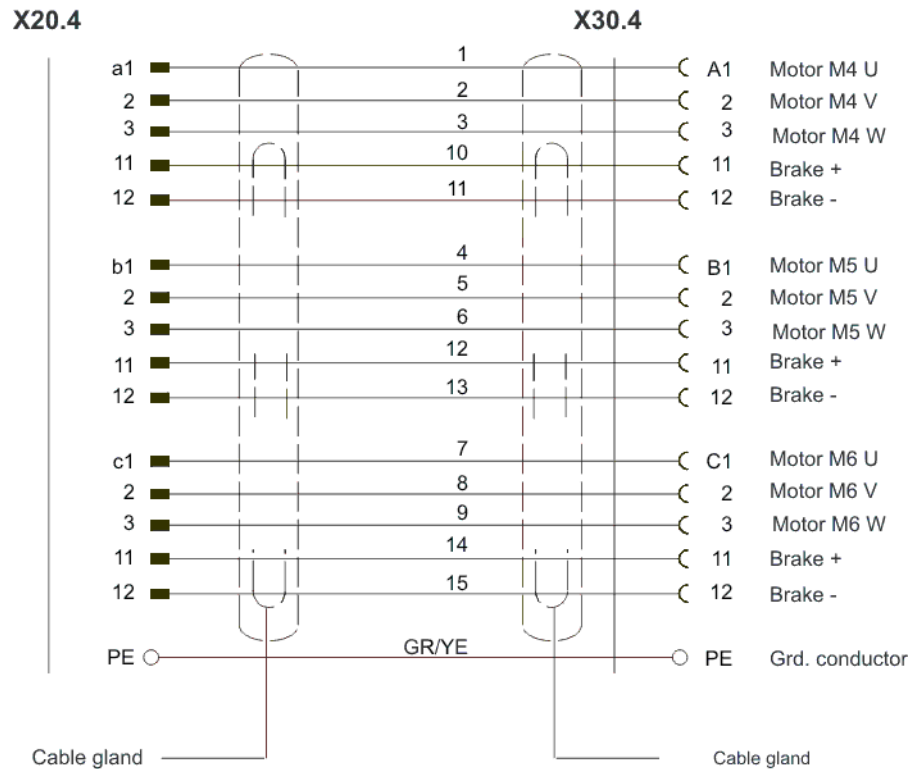 X20.4 X30.4
a1 1 A1 Motor M4 U
2 2 2 Motor M4 V
3 3 3 Motor M4 W
11 10 11 Brake +
12 11 12 Brake -
b1 4 B1 Motor M5 U
2 5 2 Motor M5 V
3 6 3 Motor M5 W
11 12 11 Brake +
12 13 12 Brake -
c1 7 C1 Motor M6 U
2 8 2 Motor M6 V
3 9 3 Motor M6 W
11 14 11 Brake +
12 15 12 Brake -
PE GR/YE PE Grd. conductor
Cable gland Cable gland